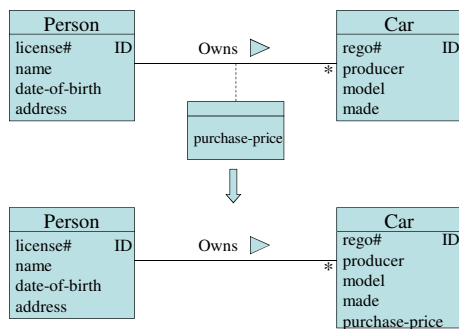 Person
license# ID
name
date-of-birth
address
Owns
*
Car
rego# ID
producer
model
made
purchase-price
Person
license# ID
name
date-of-birth
address
Owns
*
Car
rego# ID
producer
model
made
purchase-price